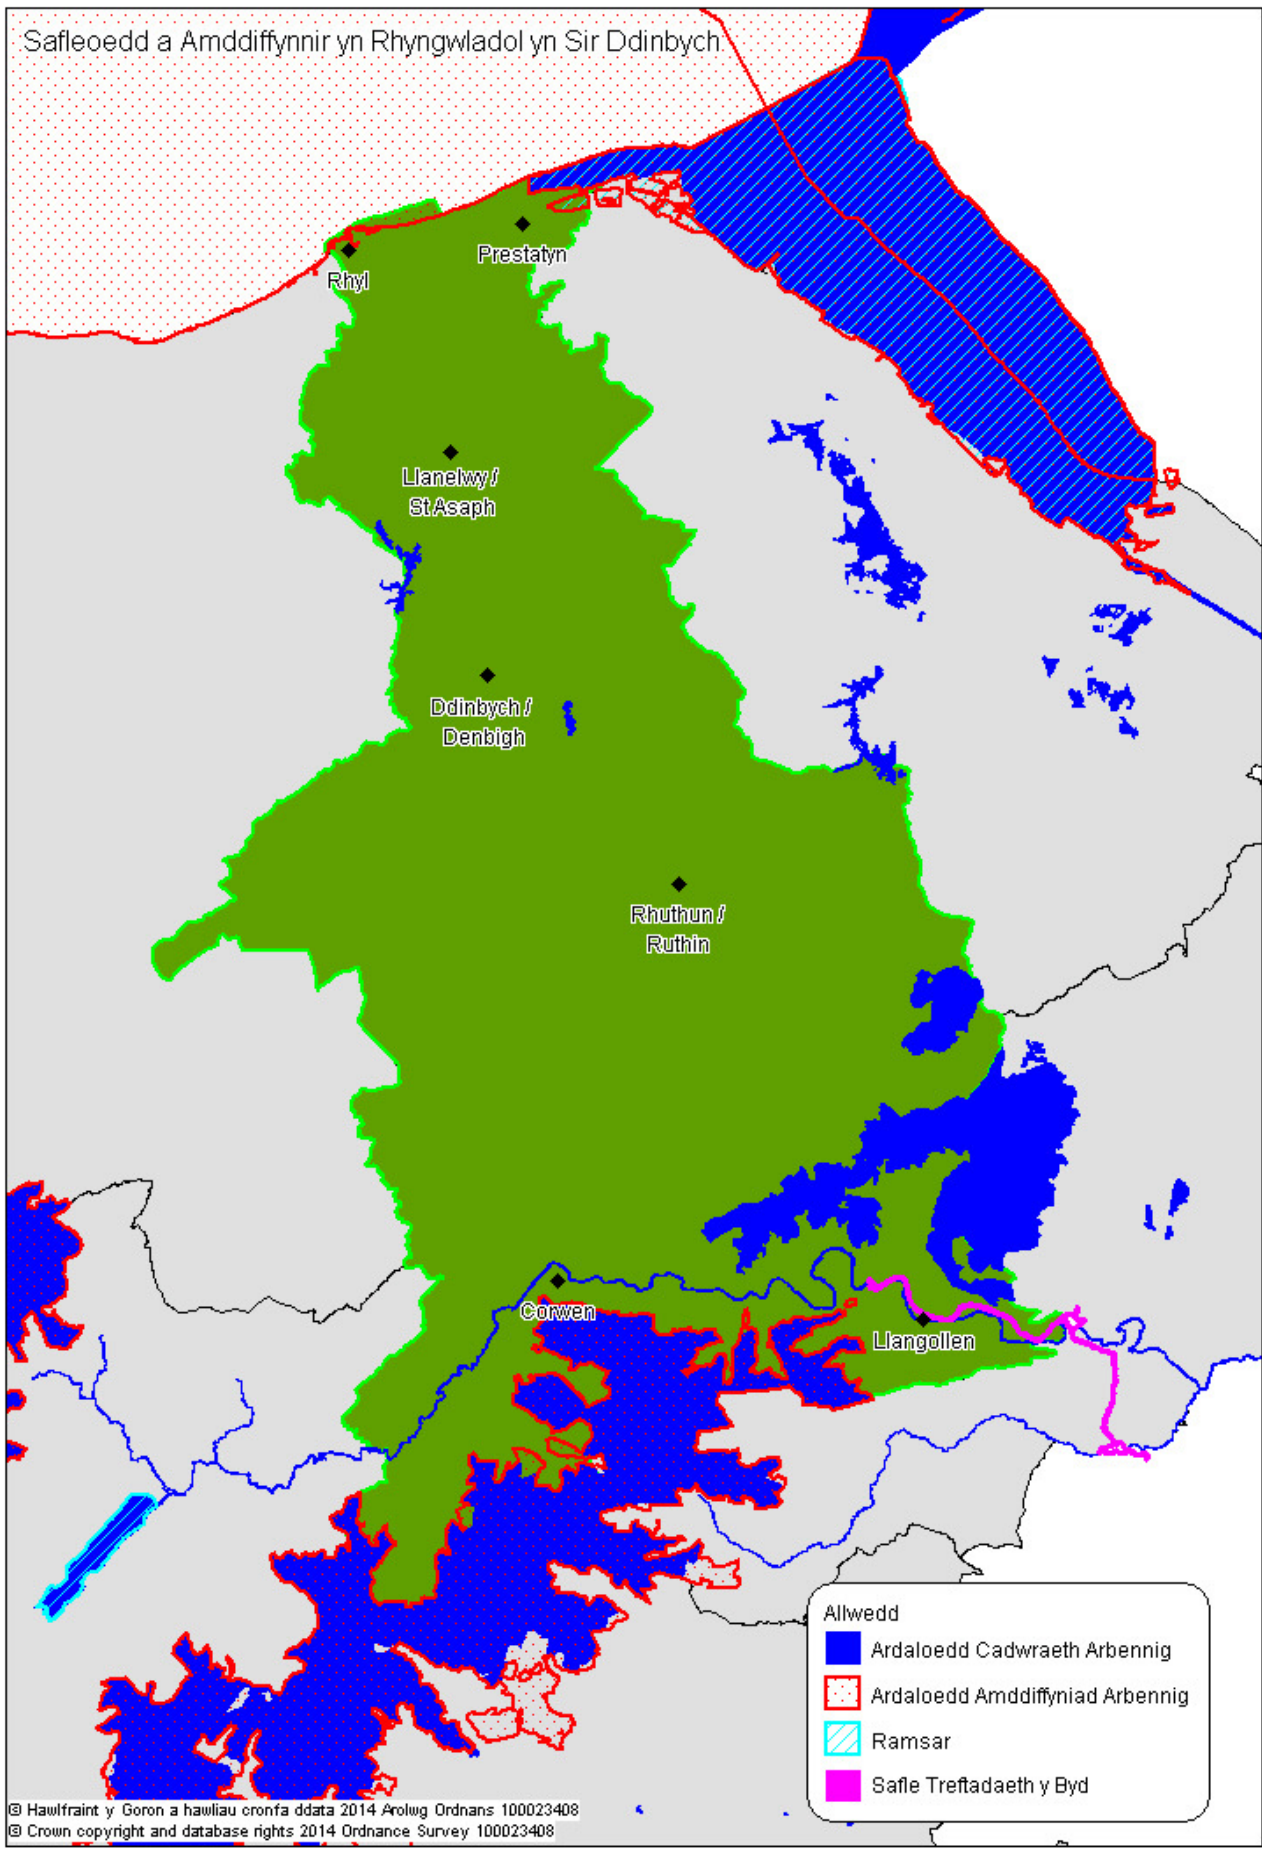 Safleoedd a Amddiffynnir yn Rhyngwladol yn Sir Ddinbych
Prestatyn
Rhyl
Llanelwy /
St Asaph
Ddinbych /
Denbigh
Rhuthun /
Ruthin
Corwen
Llangollen
Allwedd
Ardaloedd Cadwraeth Arbennig
Ardaloedd Amddiffyniad Arbennig
Ramsar
Safle Treftadaeth y Byd
© Hawlfraint y Goron a hawliau cronfa ddata 2014 Arolwg Ordnans 100023408
© Crown copyright and database rights 2014 Ordnance Survey 100023408